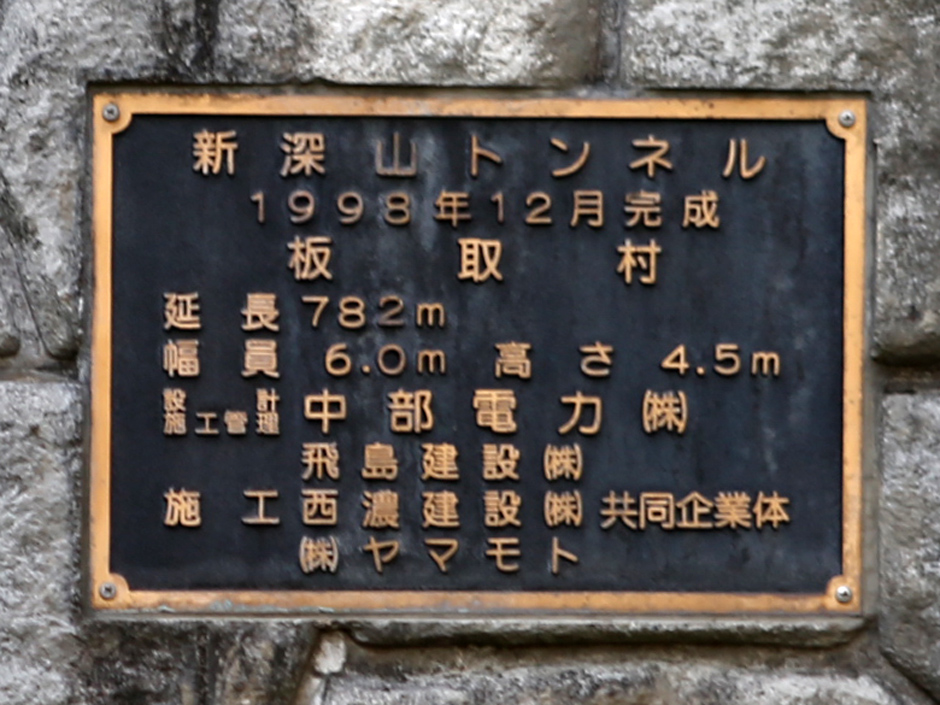 新深山トンネル
1998年12月完成
板取村
延長 782m
幅員 6.0m 高さ 4.5m
設計
施工管理 中部電力㈱
飛島建設㈱
施工 西濃建設㈱ 共同企業体
㈱ヤマモト